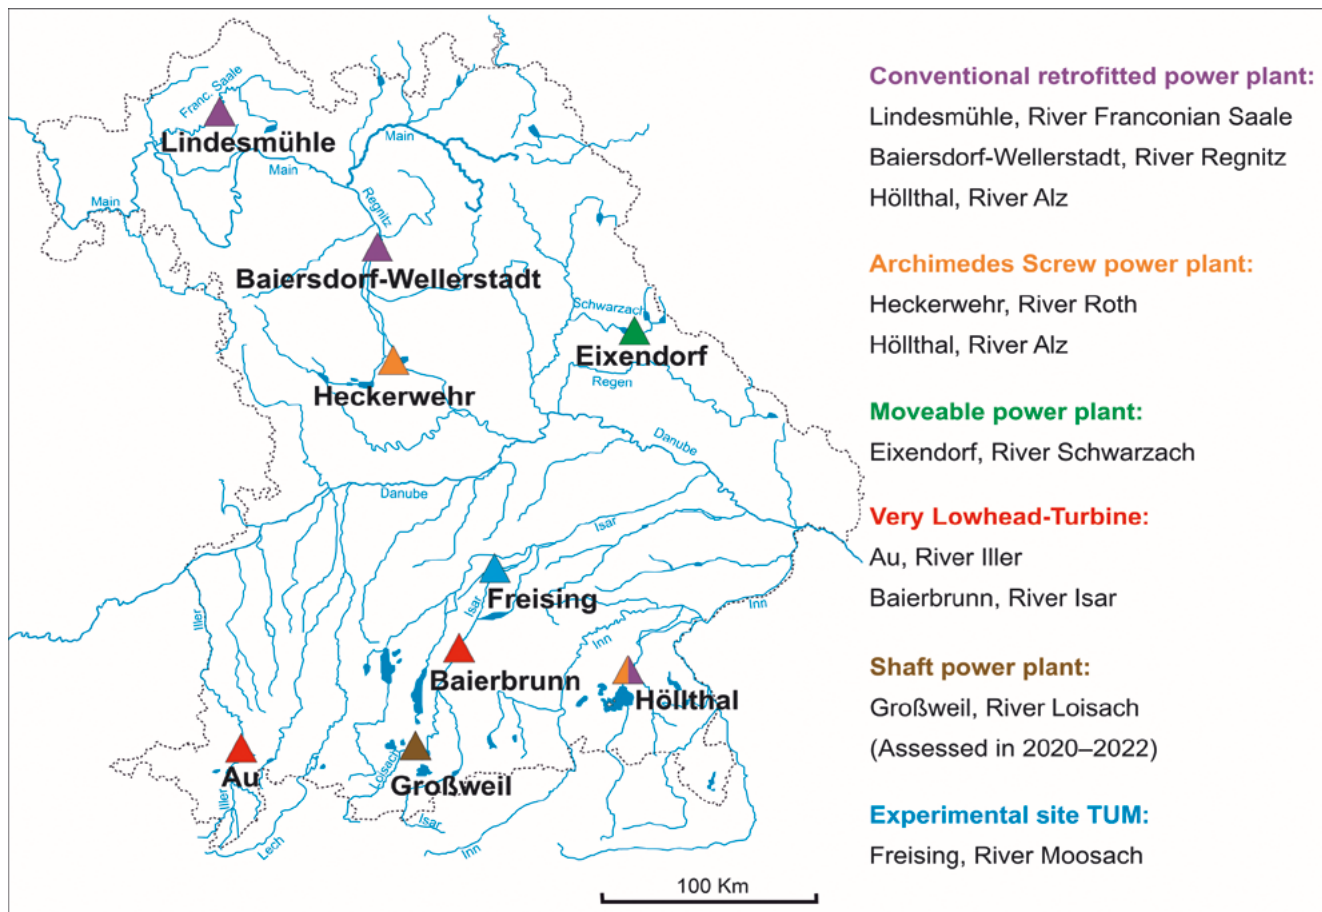 Franc. Saale
Lindesmühle
Main
Main
Main
Regnitz
Baiersdorf-Wellerstadt
Schwarzach
Eixendorf
Heckerwehr
Regen
Danube
Danube
Isar
Freising
Iller
Isar
Inn
Inn
Baierbrunn
Höllthal
Au
Loisach
Großweil
Iller
Isar
Lech
Inn
100 Km
Conventional retrofitted power plant:
Lindesmühle, River Franconian Saale
Baiersdorf-Wellerstadt, River Regnitz
Höllthal, River Alz
Archimedes Screw power plant:
Heckerwehr, River Roth
Höllthal, River Alz
Moveable power plant:
Eixendorf, River Schwarzach
Very Lowhead-Turbine:
Au, River Iller
Baierbrunn, River Isar
Shaft power plant:
Großweil, River Loisach
(Assessed in 2020–2022)
Experimental site TUM:
Freising, River Moosach